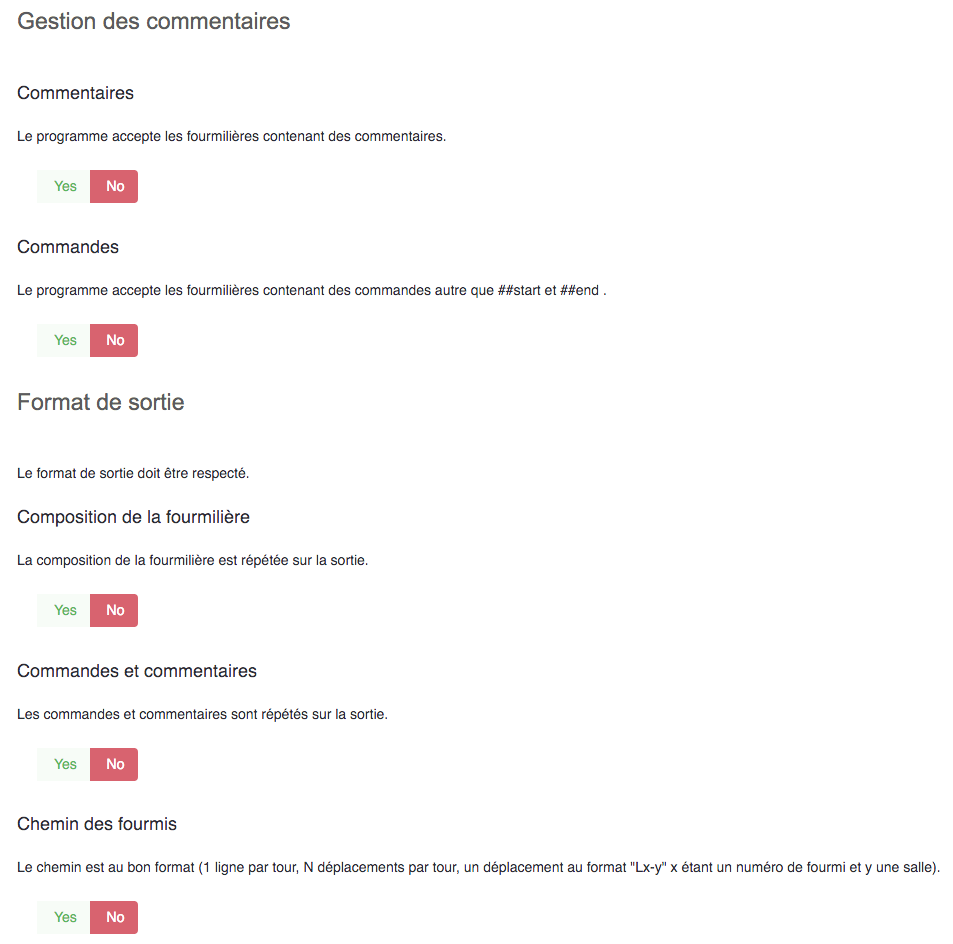 Gestion des commentaires
Commentaires
Le programme accepte les fourmilières contenant des commentaires.
Yes No
Commandes
Le programme accepte les fourmilières contenant des commandes autre que ##start et ##end .
Yes No
Format de sortie
Le format de sortie doit être respecté.
Composition de la fourmilière
La composition de la fourmilière est répétée sur la sortie.
Yes No
Commandes et commentaires
Les commandes et commentaires sont répétés sur la sortie.
Yes No
Chemin des fourmis
Le chemin est au bon format (1 ligne par tour, N déplacements par tour, un déplacement au format "Lx-y" x étant un numéro de fourmi et y une salle).
Yes No